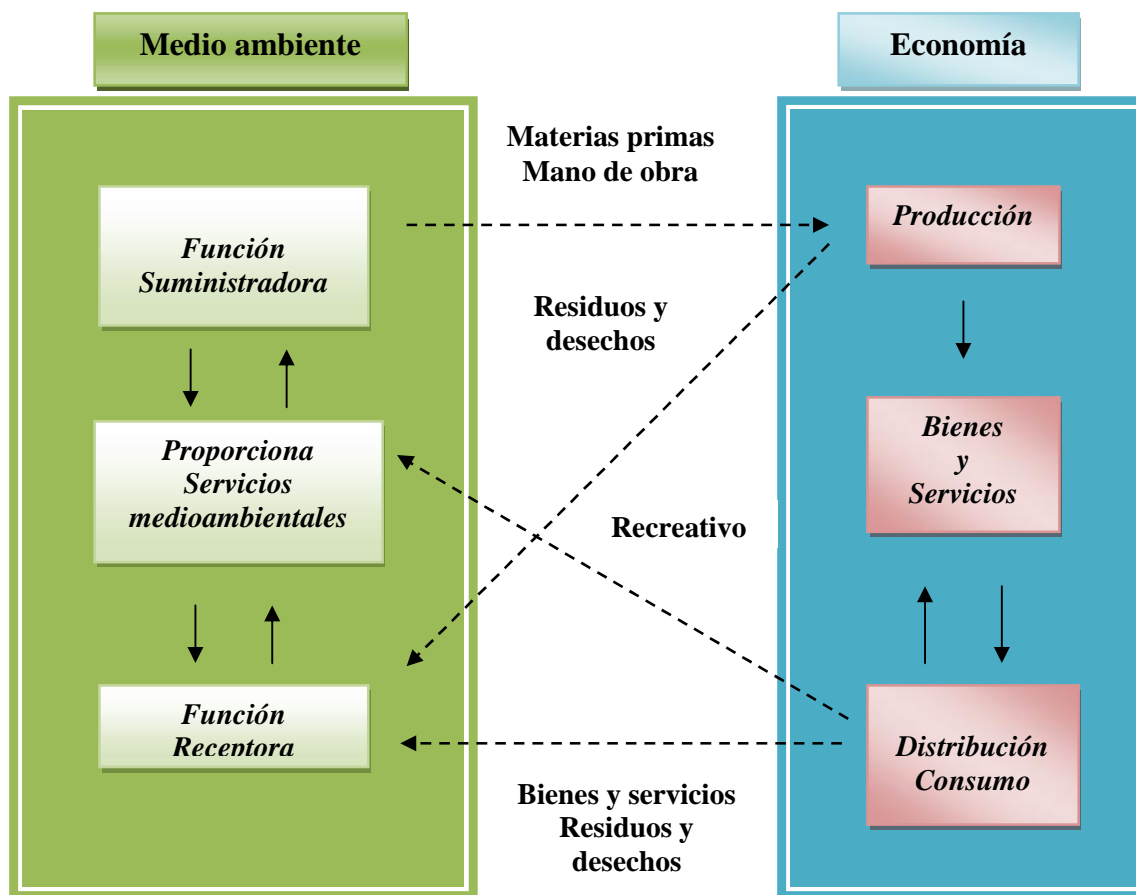 Medio ambiente
Economía
Materias primas
Mano de obra
Función
Suministradora
Producción
Residuos y
desechos
Proporciona
Servicios
medioambientales
Bienes
y
Servicios
Recreativo
Función
Recentora
Distribución
Consumo
Bienes y servicios
Residuos y
desechos